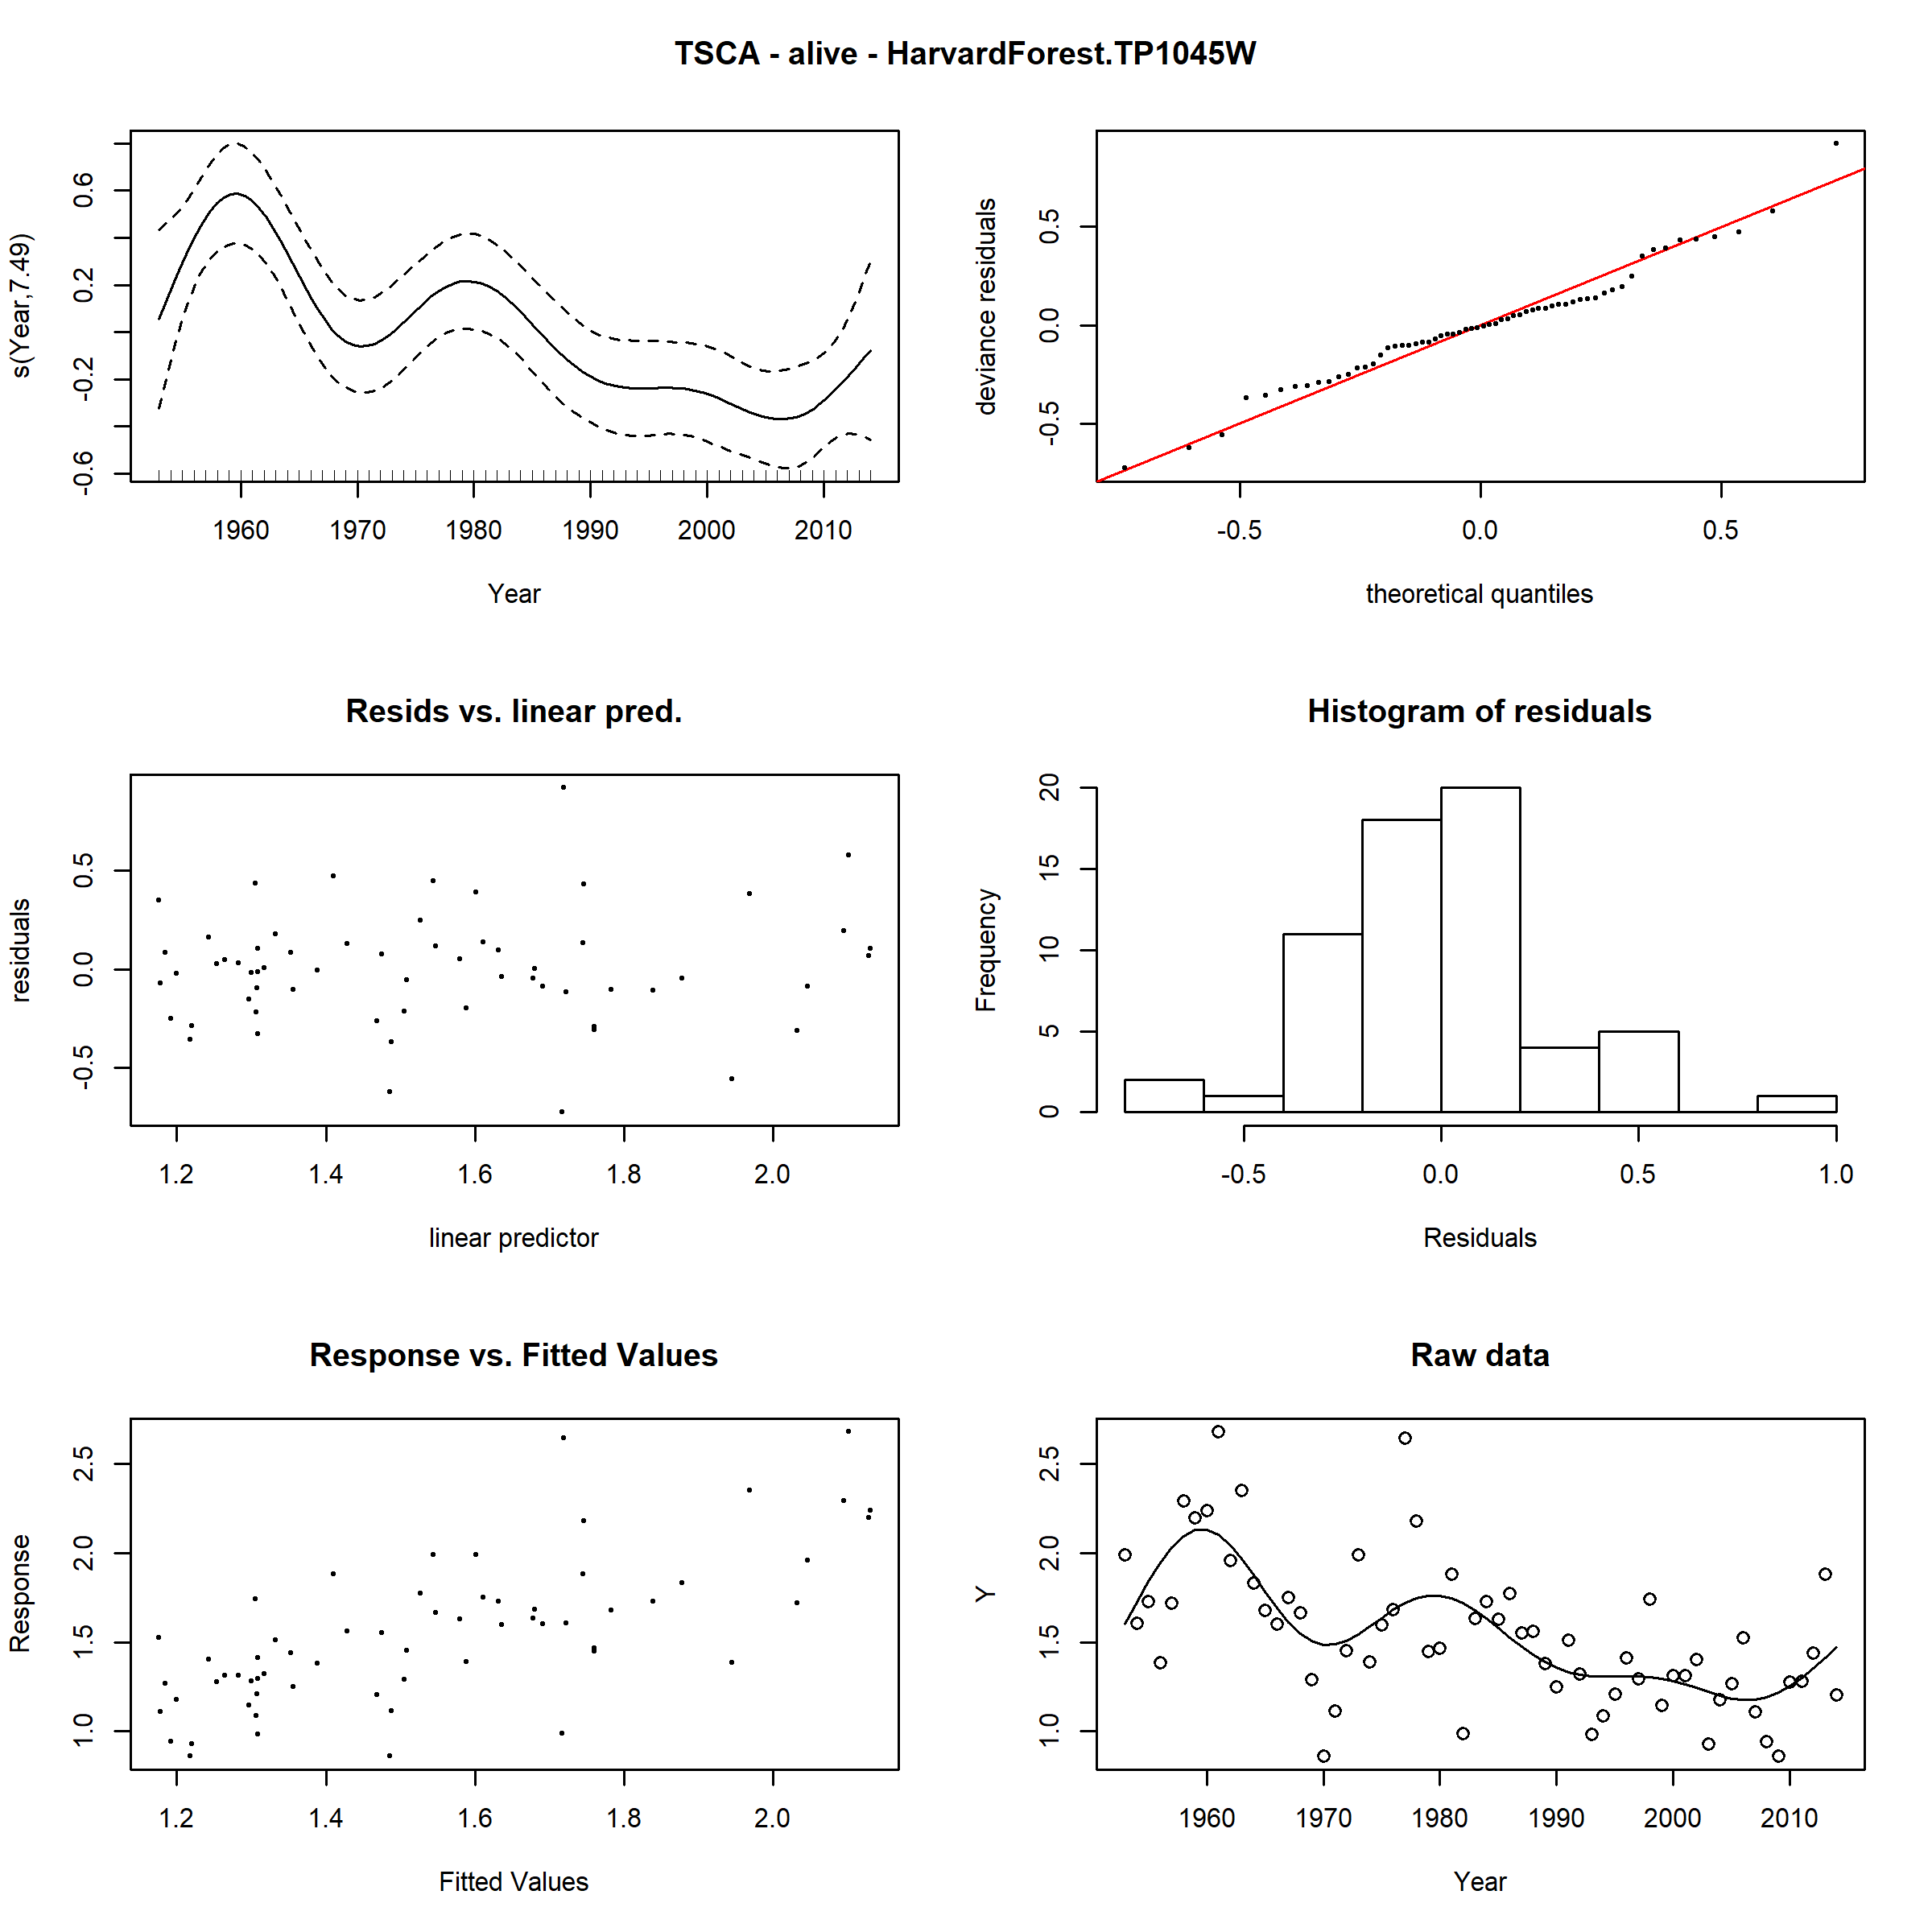 TSCA - alive - HarvardForest.TP1045W
s(Year,7.49)
-0.6 -0.2 0.2 0.6
1960 1970 1980 1990 2000 2010
Year
deviance residuals
-0.5 0.0 0.5
-0.5 0.0 0.5
theoretical quantiles
Resids vs. linear pred.
residuals
-0.5 0.0 0.5
1.2 1.4 1.6 1.8 2.0
linear predictor
Histogram of residuals
Frequency
0 5 10 15 20
-0.5 0.0 0.5 1.0
Residuals
Response vs. Fitted Values
Response
1.0 1.5 2.0 2.5
1.2 1.4 1.6 1.8 2.0
Fitted Values
Raw data
Y
1.0 1.5 2.0 2.5
1960 1970 1980 1990 2000 2010
Year